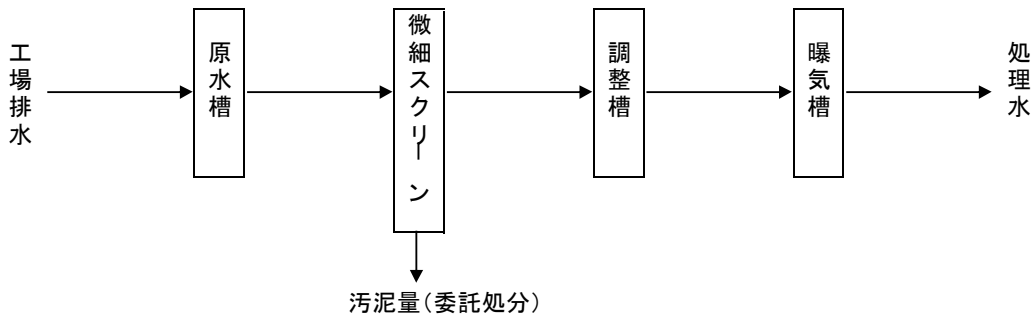 工場排水
原水槽
微細スクリーン
調整槽
曝気槽
処理水
汚泥量（委託処分）